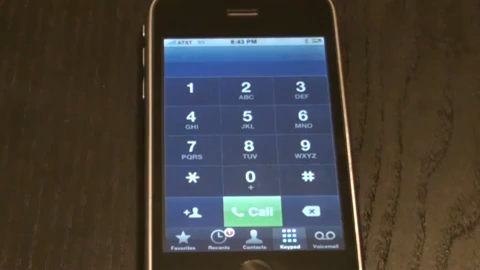 AT&T 3G 8:43 PM
1 2 3
ABC DEF
4 5 6
GHI JKL MNO
7 8 9
PQRS TUV WXYZ
* 0 #
+
+ Call
Favorites Recents Contacts Keypad Voicemail